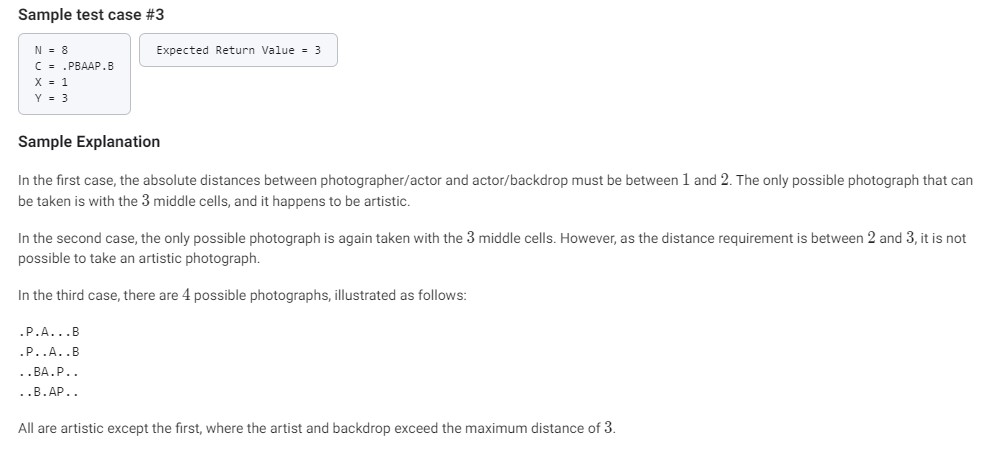 Sample test case #3
N = 8
C = .PBAAP.B
X = 1
Y = 3
Expected Return Value = 3
Sample Explanation
In the first case, the absolute distances between photographer/actor and actor/backdrop must be between 1 and 2. The only possible photograph that can
be taken is with the 3 middle cells, and it happens to be artistic.
In the second case, the only possible photograph is again taken with the 3 middle cells. However, as the distance requirement is between 2 and 3, it is not
possible to take an artistic photograph.
In the third case, there are 4 possible photographs, illustrated as follows:
.P.A...B
.P..A..B
..BA.P..
..B.AP..
All are artistic except the first, where the artist and backdrop exceed the maximum distance of 3.